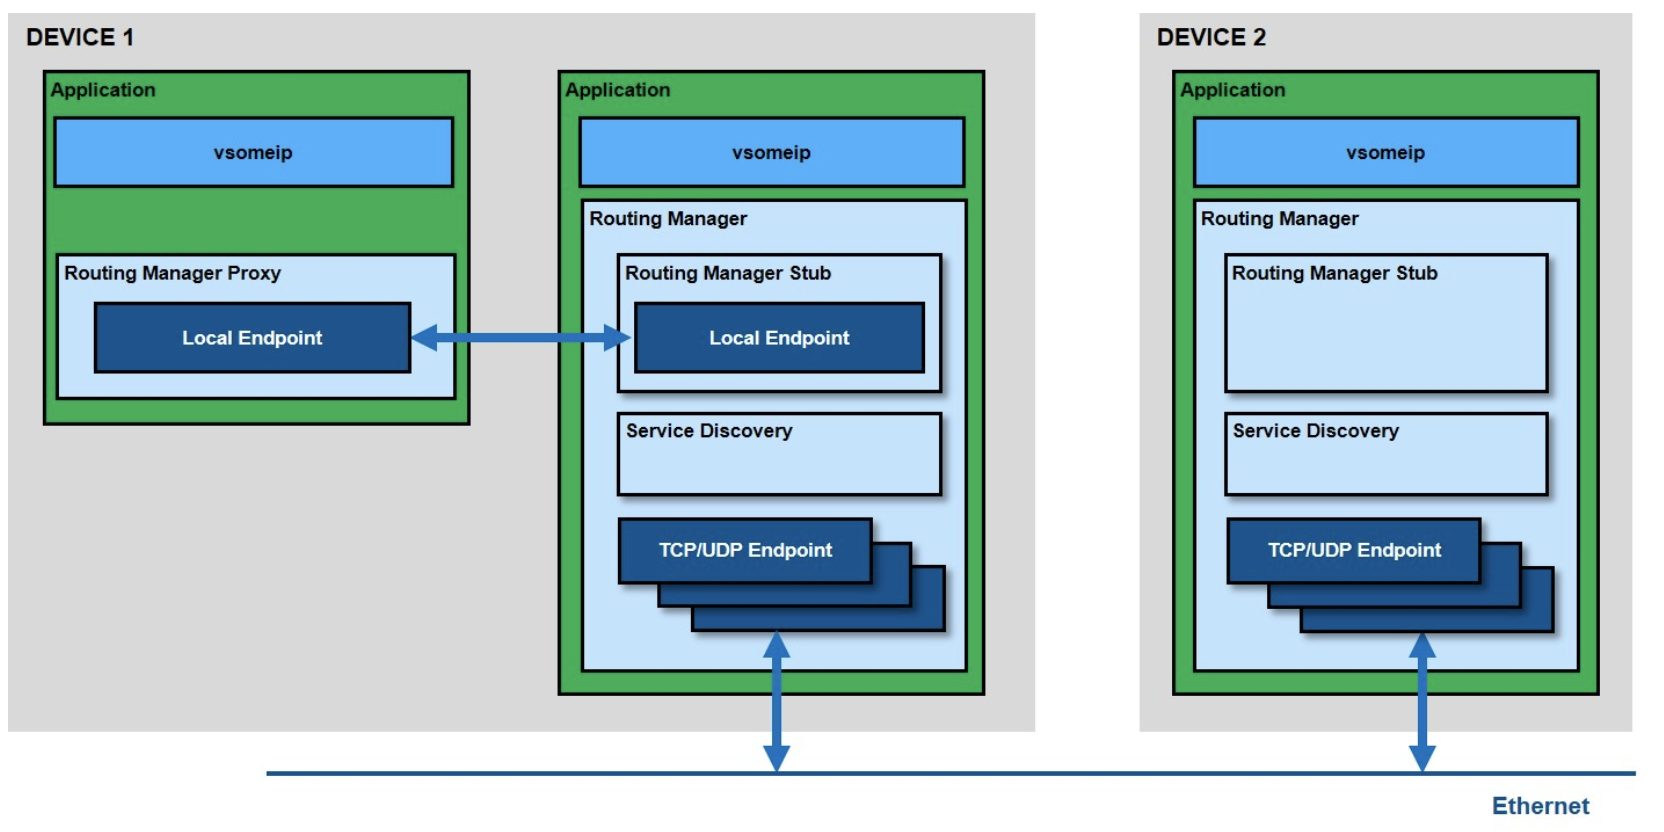 DEVICE 1
Application
vsomeip
Routing Manager Proxy
Local Endpoint
Application
vsomeip
Routing Manager
Routing Manager Stub
Local Endpoint
Service Discovery
TCP/UDP Endpoint
DEVICE 2
Application
vsomeip
Routing Manager
Routing Manager Stub
Service Discovery
TCP/UDP Endpoint
Ethernet